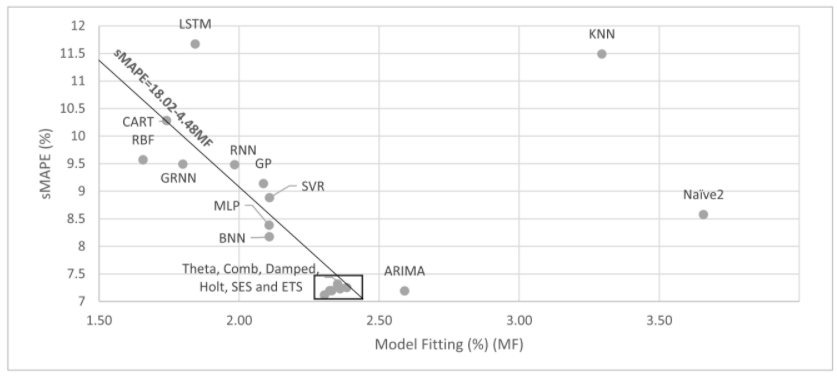 12
11.5
11
10.5
10
9.5
9
8.5
8
7.5
7
sMAPE (%)
LSTM
KNN
sMAPE=18.02-4.48MF
CART
RBF
GRNN
RNN
GP
SVR
MLP
BNN
Naïve2
Theta, Comb, Damped,
Holt, SES and ETS
ARIMA
1.50
2.00
2.50
3.00
3.50
Model Fitting (%) (MF)